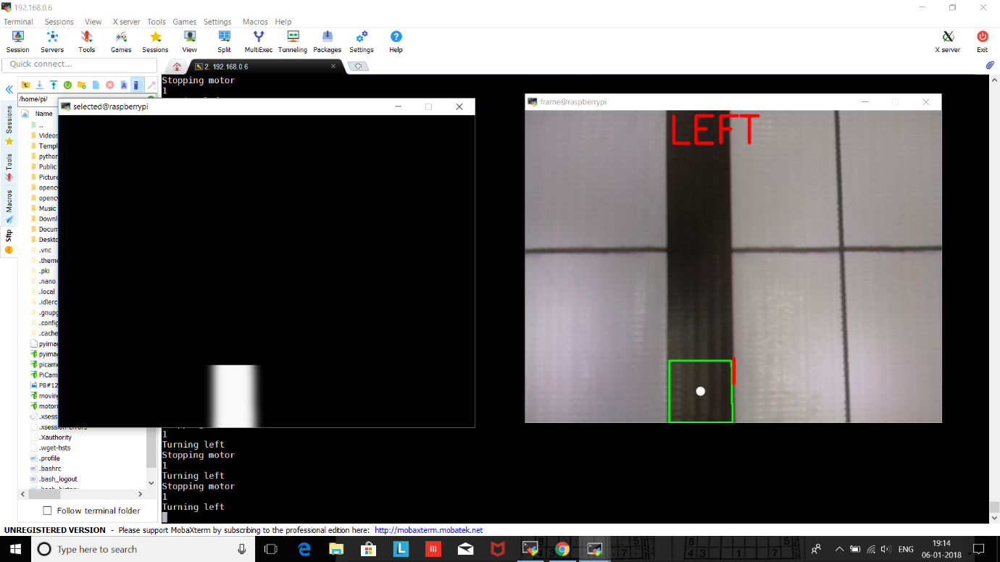 192.168.0.6
Terminal Sessions View X server Tools Games Settings Macros Help
Session Servers Tools Games Sessions View Split MultiExec Tunneling Packages Settings Help X server Exit
Quick connect...
2. 192.168.0.6
/home/pi/
Name
..
Videos
Templ
python
Public
Picture
opencv
opencv
Music
Downl
Docum
Deskto
.vnc
.theme
.pki
.nano
.local
.idlerc
.gnupg
.config
.cache
pyimag
pyimag
picame
PiCam
PB#12
moving
motorr
.xsessi
.xsession-errors
.Xauthority
.wget-hsts
.profile
.bashrc
.bash_logout
.bash_history
Follow terminal folder
Sessions
Tools
Macros
Sftp
Stopping motor
1
selected@raspberrypi
frame@raspberrypi
LEFT
1
Turning left
Stopping motor
1
Turning left
Stopping motor
1
Turning left
UNREGISTERED VERSION - Please support MobaXterm by subscribing to the professional edition here: http://mobaxterm.mobatek.net
Type here to search
ENG
19:14
06-01-2018